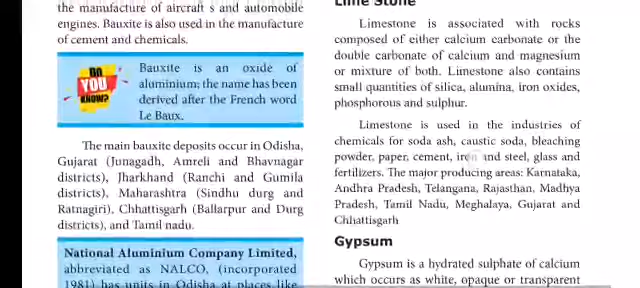 the manufacture of aircraft s and automobile
engines. Bauxite is also used in the manufacture
of cement and chemicals.
DO
YOU
KNOW?
Bauxite is an oxide of
aluminium; the name has been
derived after the French word
Le Baux.
The main bauxite deposits occur in Odisha,
Gujarat (Junagadh, Amreli and Bhavnagar
districts), Jharkhand (Ranchi and Gumila
districts), Maharashtra (Sindhu durg and
Ratnagiri), Chhattisgarh (Ballarpur and Durg
districts), and Tamil nadu.
National Aluminium Company Limited,
abbreviated as NALCO, (incorporated
1981) has units in Odisha at places like
Lime Stone
Limestone is associated with rocks
composed of either calcium carbonate or the
double carbonate of calcium and magnesium
or mixture of both. Limestone also contains
small quantities of silica, alumina, iron oxides,
phosphorous and sulphur.
Limestone is used in the industries of
chemicals for soda ash, caustic soda, bleaching
powder, paper, cement, iron and steel, glass and
fertilizers. The major producing areas: Karnataka,
Andhra Pradesh, Telangana, Rajasthan, Madhya
Pradesh, Tamil Nadu, Meghalaya, Gujarat and
Chhattisgarh
Gypsum
Gypsum is a hydrated sulphate of calcium
which occurs as white, opaque or transparent